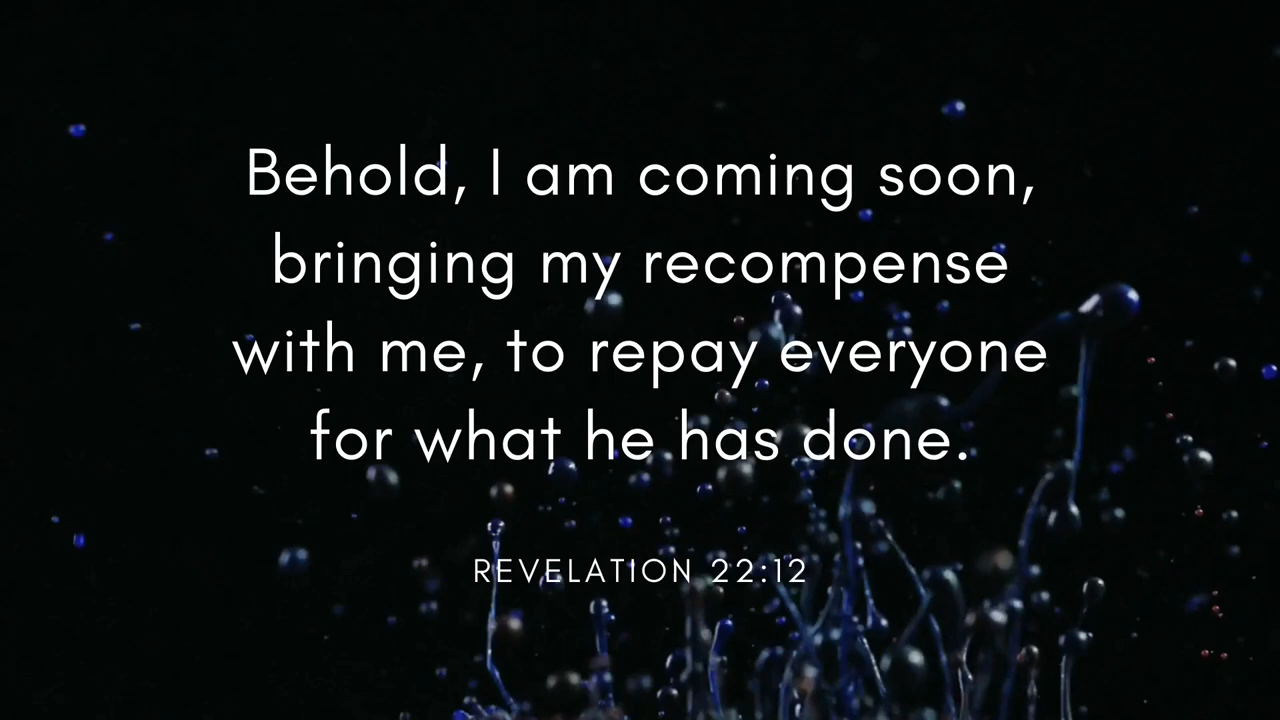 Behold, I am coming soon,
bringing my recompense
with me, to repay everyone
for what he has done.
REVELATION 22:12